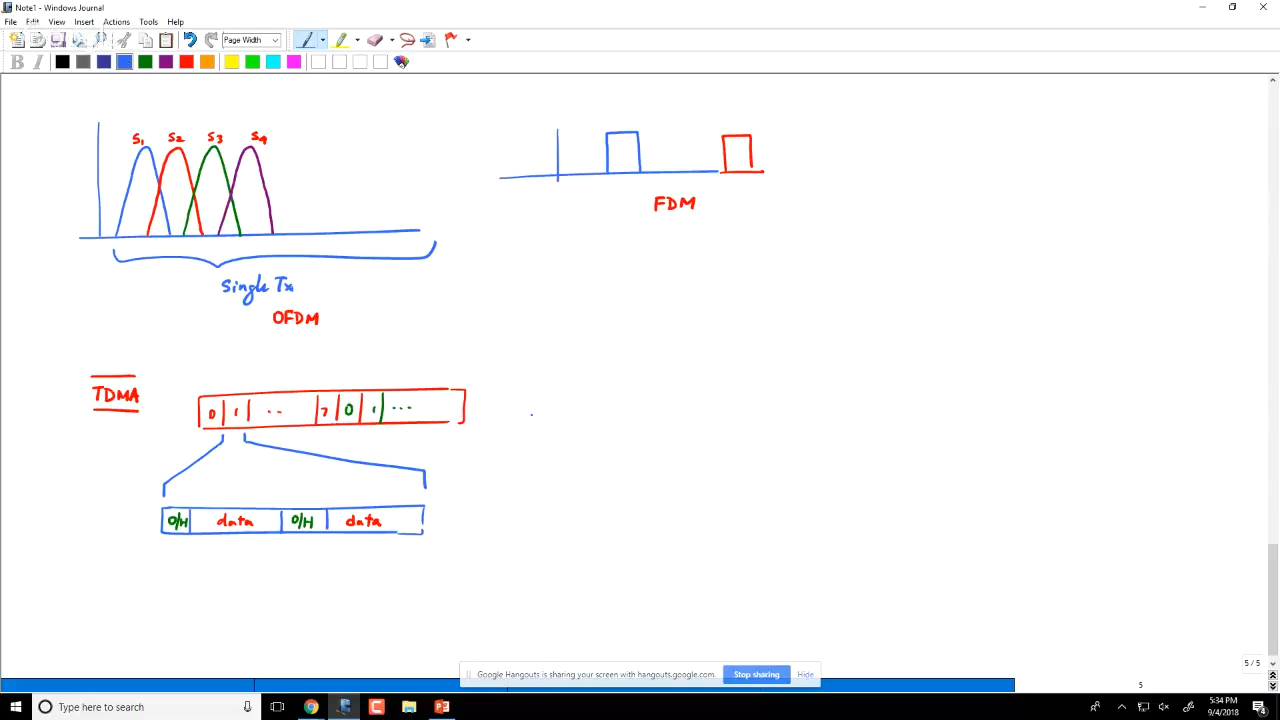 Note1 - Windows Journal
File Edit View Insert Actions Tools Help
Page Width
B I
S1 S2 S3 S4
FDM
Single Tx
OFDM
TDMA
0 1 .. 7 0 1 ...
O/H data O/H data
5 / 5
Google Hangouts is sharing your screen with hangouts.google.com. Stop sharing Hide
5
Type here to search
5:34 PM
9/4/2018
4